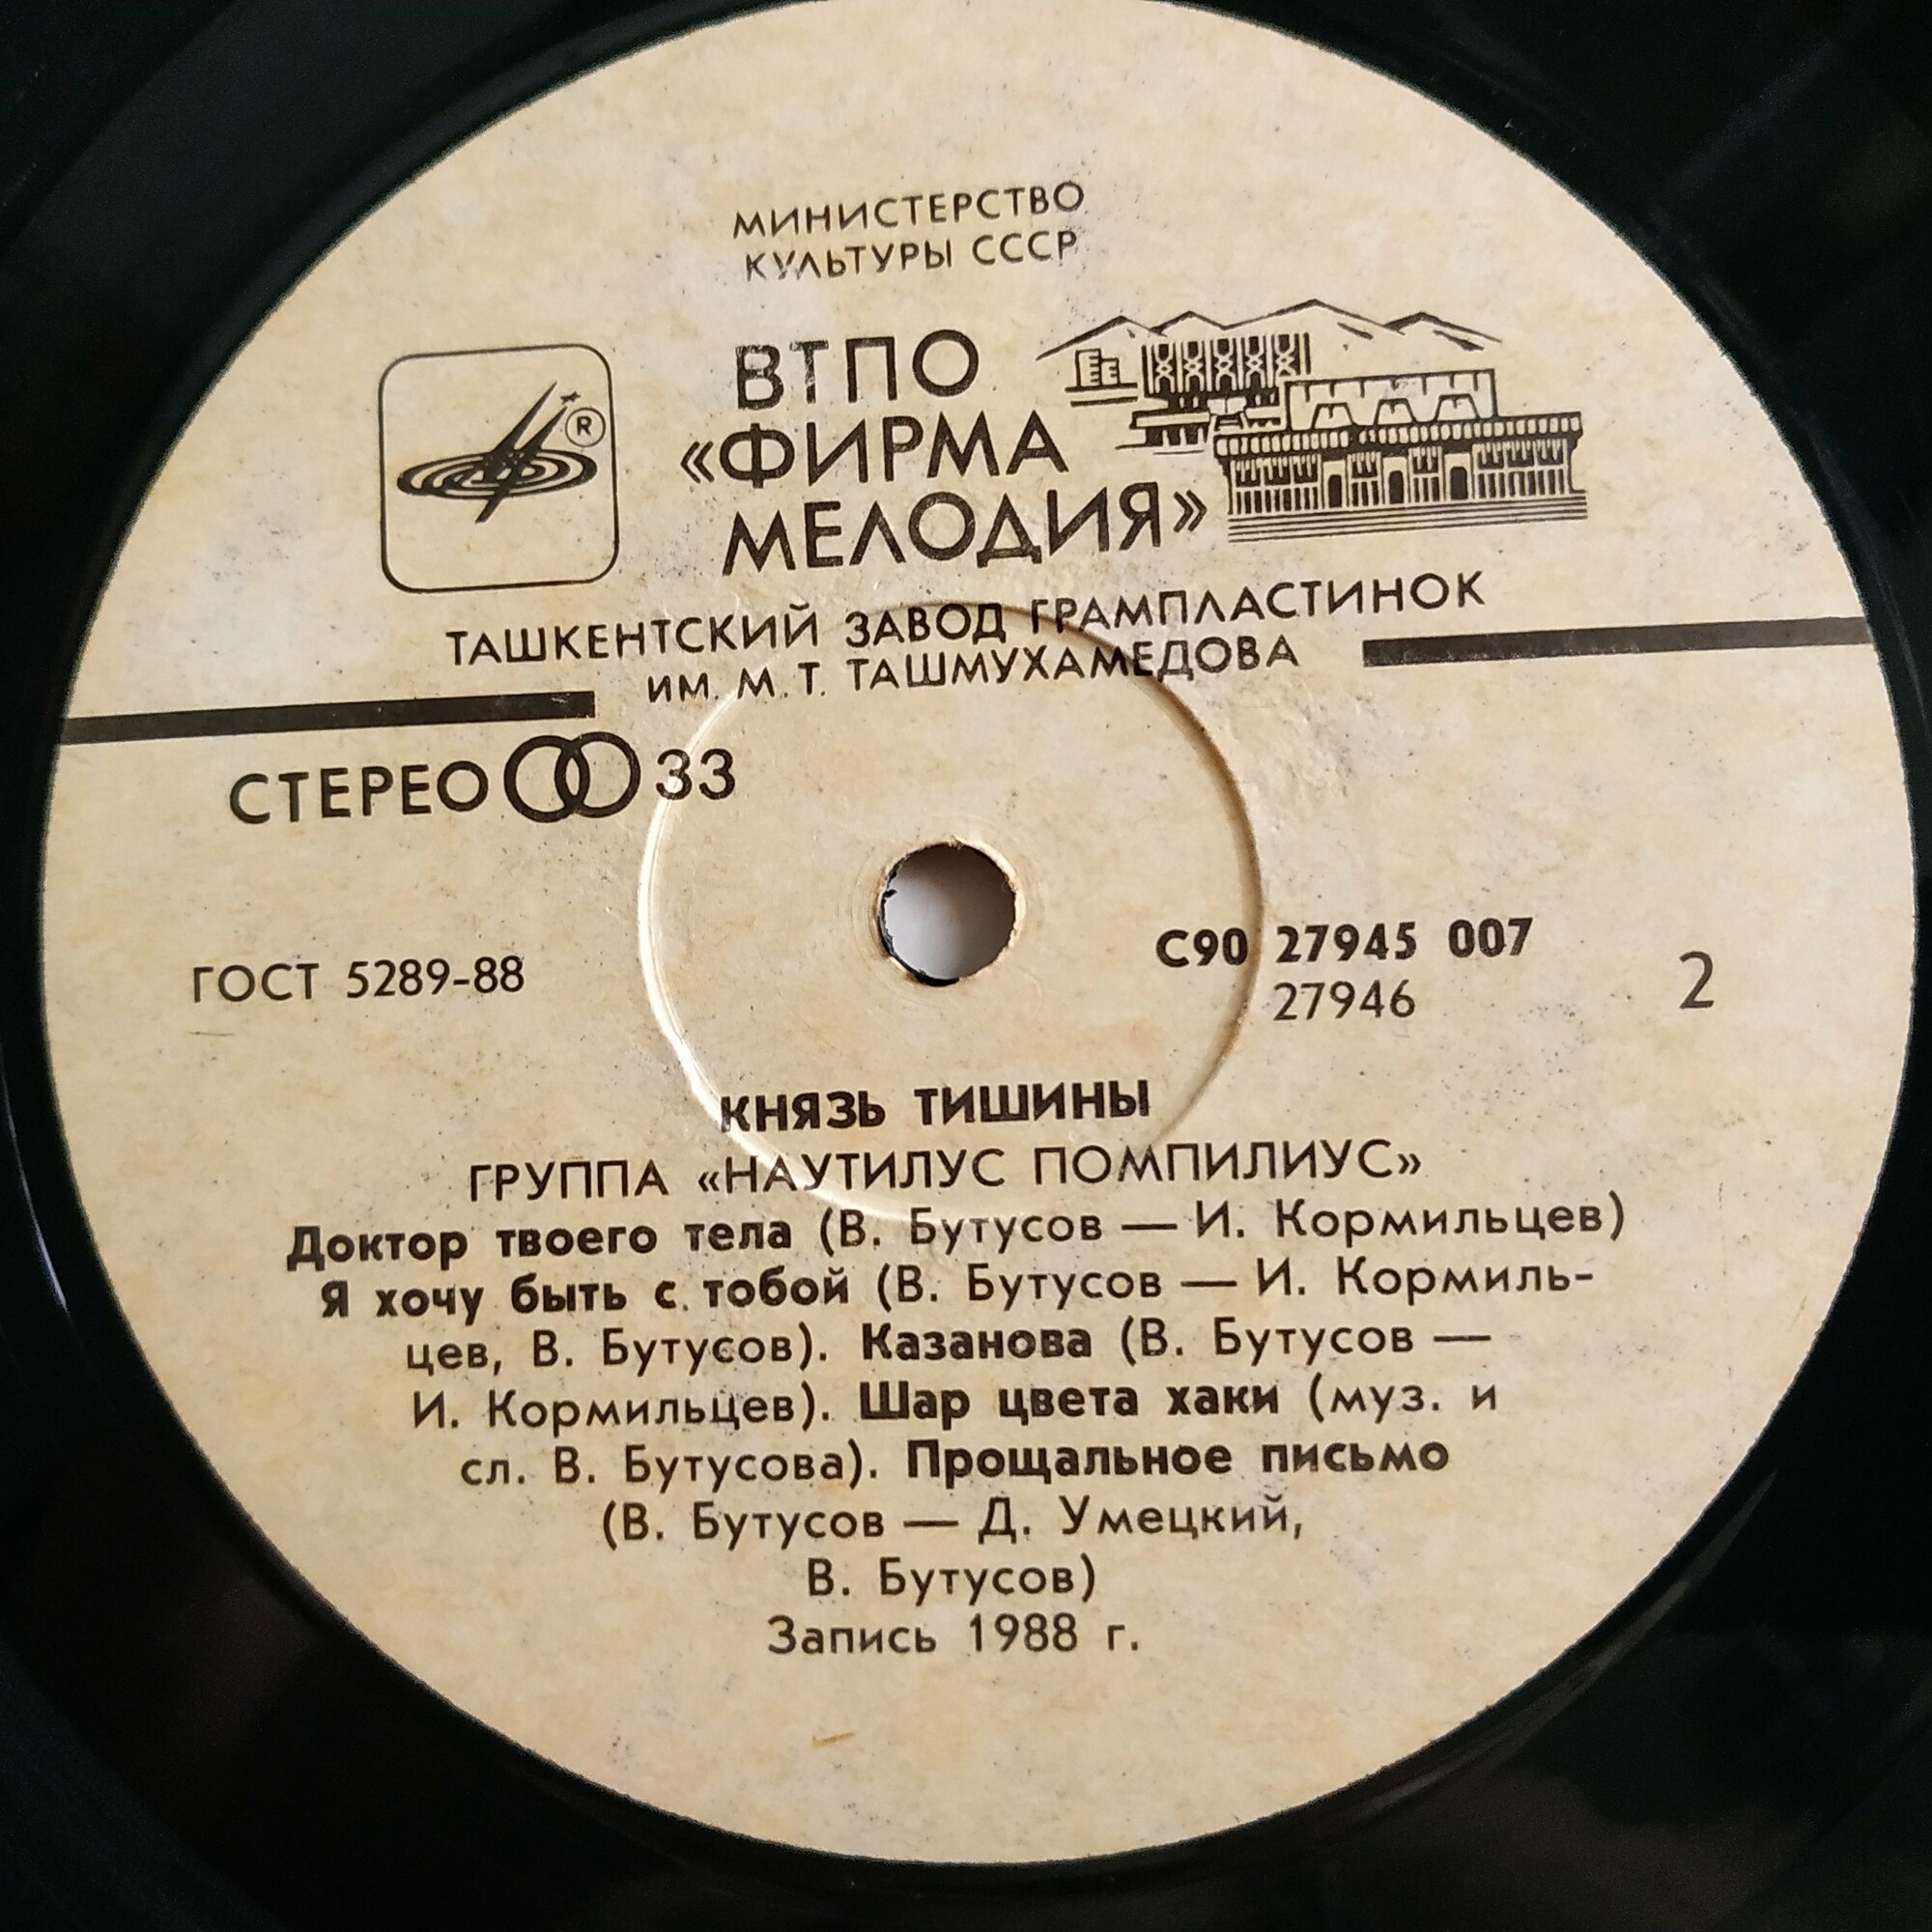 МИНИСТЕРСТВО
КУЛЬТУРЫ СССР
ВТПО
«ФИРМА
МЕЛОДИЯ»
®
ТАШКЕНТСКИЙ ЗАВОД ГРАМПЛАСТИНОК
ИМ. М. Т. ТАШМУХАМЕДОВА
СТЕРЕО 33
ГОСТ 5289-88
С90 27945 007
27946
2
КНЯЗЬ ТИШИНЫ
ГРУППА «НАУТИЛУС ПОМПИЛИУС»
Доктор твоего тела (В. Бутусов — И. Кормильцев)
Я хочу быть с тобой (В. Бутусов — И. Кормиль-
цев, В. Бутусов). Казанова (В. Бутусов —
И. Кормильцев). Шар цвета хаки (муз. и
сл. В. Бутусова). Прощальное письмо
(В. Бутусов — Д. Умецкий,
В. Бутусов)
Запись 1988 г.